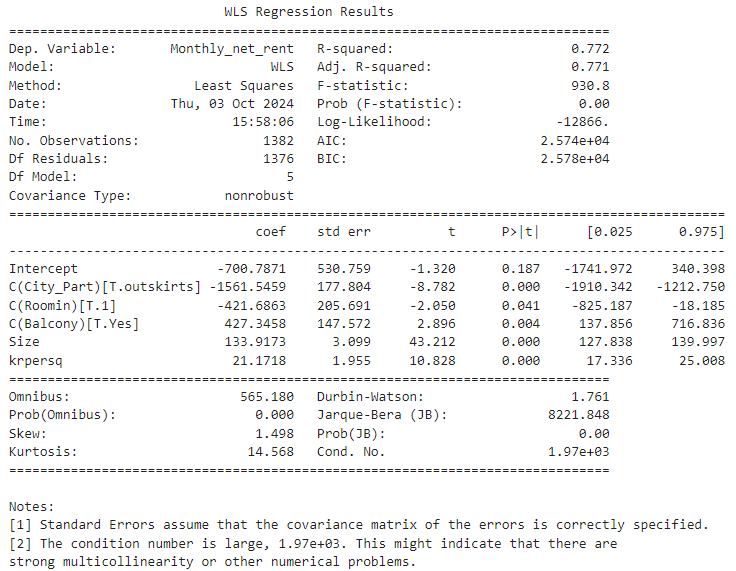 WLS Regression Results
==============================================================================
Dep. Variable: Monthly_net_rent R-squared: 0.772
Model: WLS Adj. R-squared: 0.771
Method: Least Squares F-statistic: 930.8
Date: Thu, 03 Oct 2024 Prob (F-statistic): 0.00
Time: 15:58:06 Log-Likelihood: -12866.
No. Observations: 1382 AIC: 2.574e+04
Df Residuals: 1376 BIC: 2.578e+04
Df Model: 5
Covariance Type: nonrobust
=============================================================================================
coef std err t P>|t| [0.025 0.975]
---------------------------------------------------------------------------------------------
Intercept -700.7871 530.759 -1.320 0.187 -1741.972 340.398
C(City_Part)[T.outskirts] -1561.5459 177.804 -8.782 0.000 -1910.342 -1212.750
C(Roomin)[T.1] -421.6863 205.691 -2.050 0.041 -825.187 -18.185
C(Balcony)[T.Yes] 427.3458 147.572 2.896 0.004 137.856 716.836
Size 133.9173 3.099 43.212 0.000 127.838 139.997
krpersq 21.1718 1.955 10.828 0.000 17.336 25.008
==============================================================================
Omnibus: 565.180 Durbin-Watson: 1.761
Prob(Omnibus): 0.000 Jarque-Bera (JB): 8221.848
Skew: 1.498 Prob(JB): 0.00
Kurtosis: 14.568 Cond. No. 1.97e+03
==============================================================================
Notes:
[1] Standard Errors assume that the covariance matrix of the errors is correctly specified.
[2] The condition number is large, 1.97e+03. This might indicate that there are
strong multicollinearity or other numerical problems.